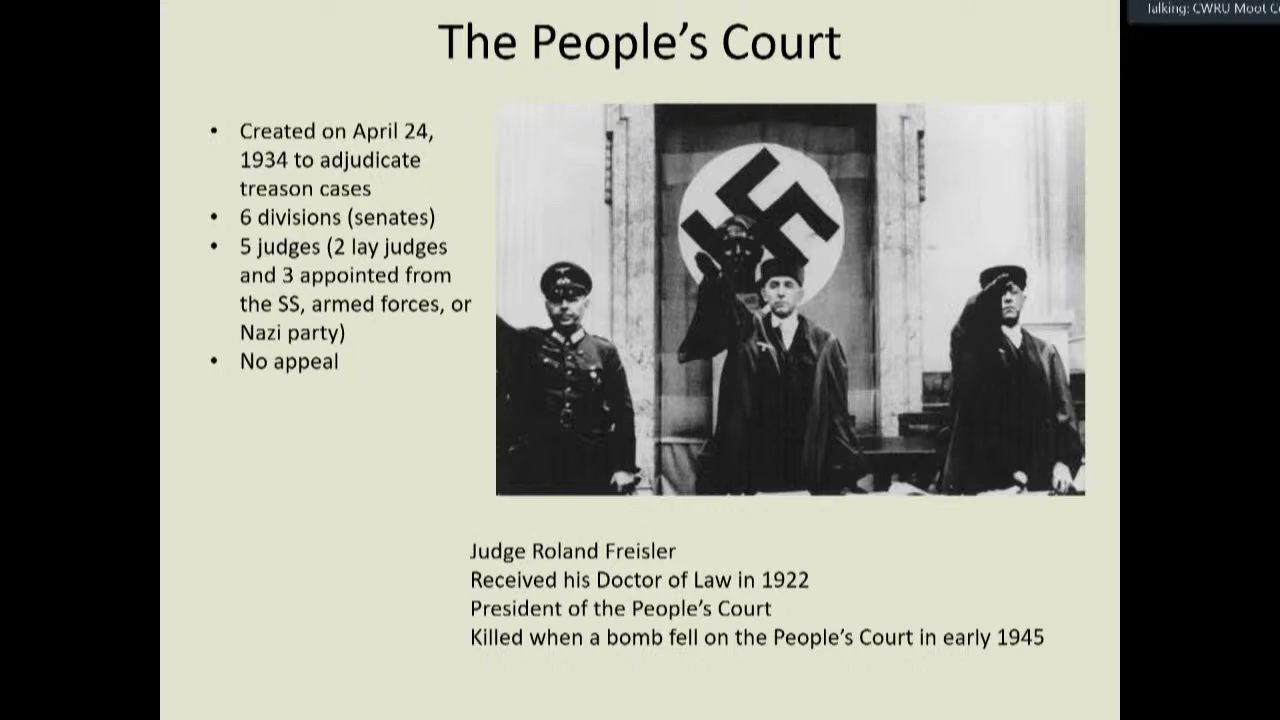 Talking: CWRU Moot C
The People's Court
• Created on April 24,
1934 to adjudicate
treason cases
• 6 divisions (senates)
• 5 judges (2 lay judges
and 3 appointed from
the SS, armed forces, or
Nazi party)
• No appeal
Judge Roland Freisler
Received his Doctor of Law in 1922
President of the People's Court
Killed when a bomb fell on the People's Court in early 1945